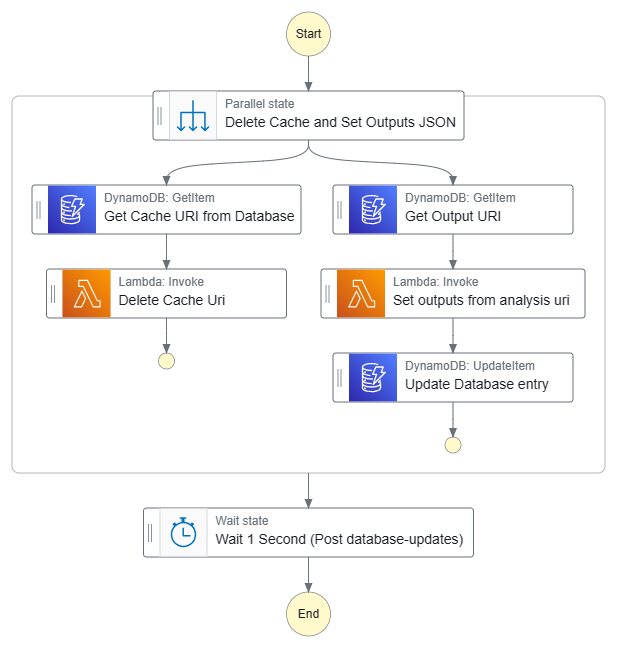 Start
Parallel state
Delete Cache and Set Outputs JSON
DynamoDB: GetItem
Get Cache URI from Database
DynamoDB: GetItem
Get Output URI
Lambda: Invoke
Delete Cache Uri
Lambda: Invoke
Set outputs from analysis uri
DynamoDB: UpdateItem
Update Database entry
Wait state
Wait 1 Second (Post database-updates)
End